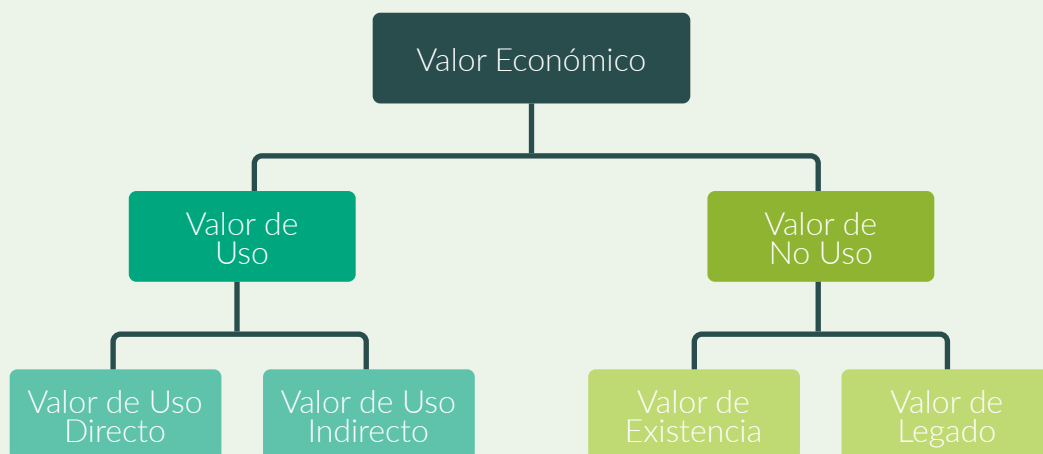 Valor Económico
Valor de
Uso
Valor de
No Uso
Valor de Uso
Directo
Valor de Uso
Indirecto
Valor de
Existencia
Valor de
Legado